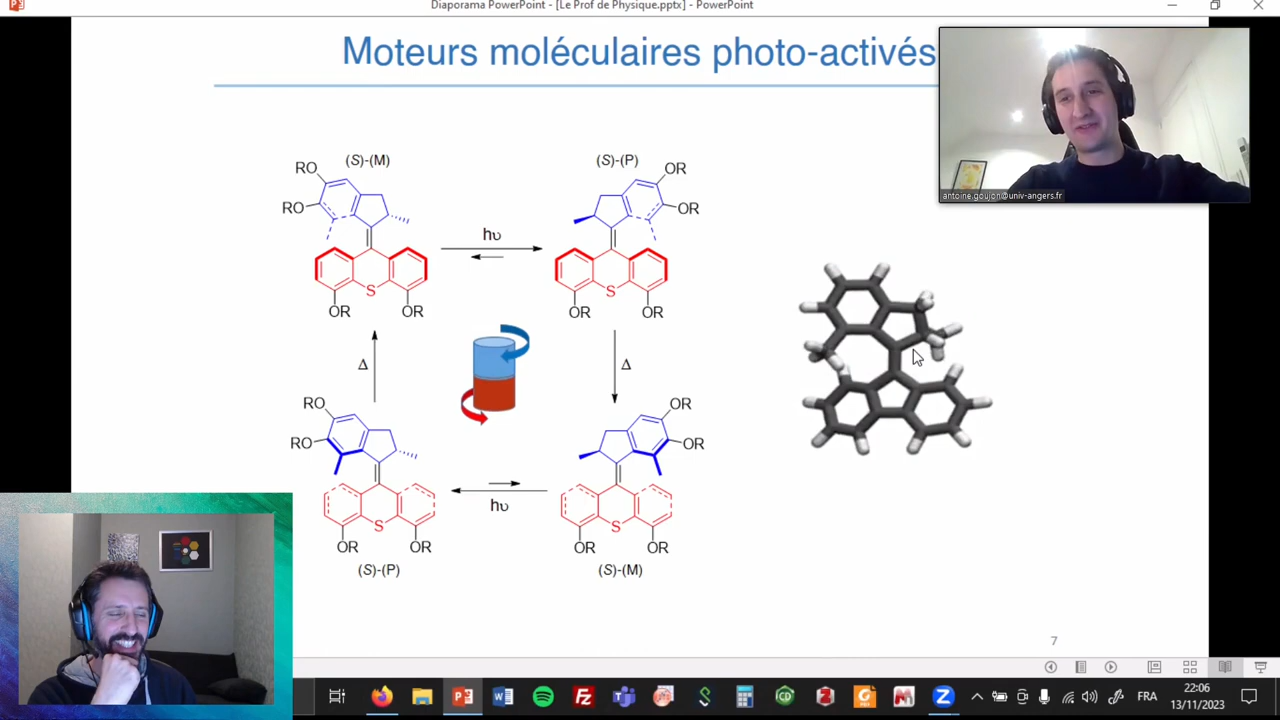 Diaporama PowerPoint - [Le Prof de Physique.pptx] - PowerPoint
Moteurs moléculaires photo-activés
antoine.goujon@univ-angers.fr
(S)-(M)
(S)-(P)
RO
RO
OR
OR
hυ
S
S
OR
OR
OR
OR
Δ
Δ
RO
RO
OR
OR
hυ
S
S
OR
OR
OR
OR
(S)-(P)
(S)-(M)
7
FRA
22:06
13/11/2023